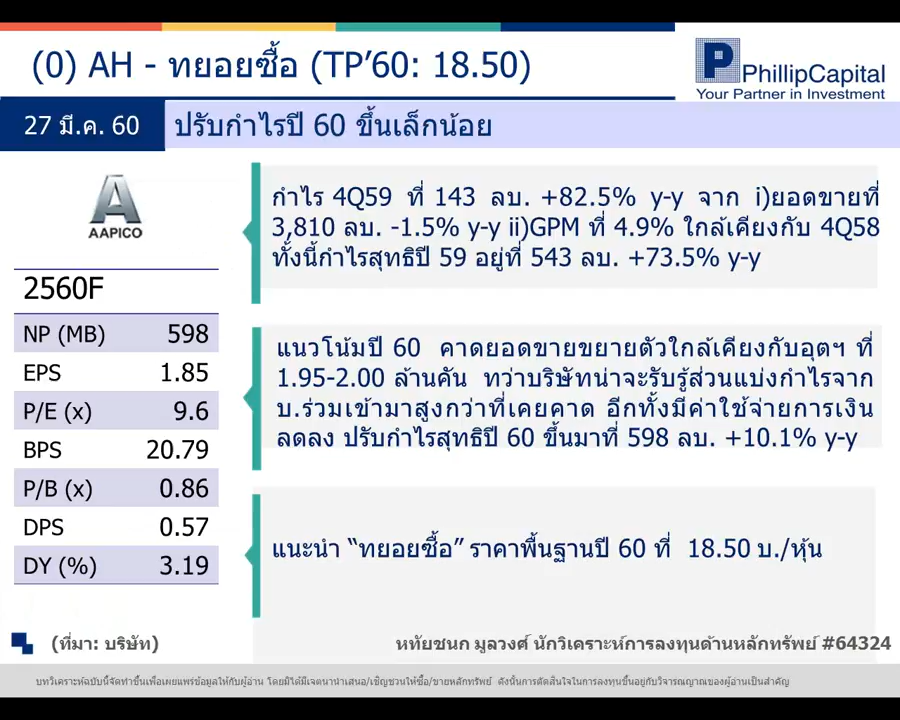 (0) AH - ทยอยซื้อ (TP’60: 18.50)
PhillipCapital
Your Partner in Investment
27 มี.ค. 60
ปรับกำไรปี 60 ขึ้นเล็กน้อย
AAPICO
กำไร 4Q59 ที่ 143 ลบ. +82.5% y-y จาก i)ยอดขายที่
3,810 ลบ. -1.5% y-y ii)GPM ที่ 4.9% ใกล้เคียงกับ 4Q58
ทั้งนี้กำไรสุทธิปี 59 อยู่ที่ 543 ลบ. +73.5% y-y
2560F
NP (MB) 598
EPS 1.85
P/E (x) 9.6
BPS 20.79
P/B (x) 0.86
DPS 0.57
DY (%) 3.19
แนวโน้มปี 60 คาดยอดขายขยายตัวใกล้เคียงกับอุตฯ ที่
1.95-2.00 ล้านคัน ทว่าบริษัทน่าจะรับรู้ส่วนแบ่งกำไรจาก
บ.ร่วมเข้ามาสูงกว่าที่เคยคาด อีกทั้งมีค่าใช้จ่ายการเงิน
ลดลง ปรับกำไรสุทธิปี 60 ขึ้นมาที่ 598 ลบ. +10.1% y-y
แนะนำ “ทยอยซื้อ” ราคาพื้นฐานปี 60 ที่ 18.50 บ./หุ้น
(ที่มา: บริษัท)
หทัยชนก มูลวงศ์ นักวิเคราะห์การลงทุนด้านหลักทรัพย์ #64324
บทวิเคราะห์ฉบับนี้จัดทำขึ้นเพื่อเผยแพร่ข้อมูลให้กับผู้อ่าน โดยมิได้มีเจตนานำเสนอ/เชิญชวนให้ซื้อ/ขายหลักทรัพย์ ดังนั้นการตัดสินใจในการลงทุนขึ้นอยู่กับวิจารณญาณของผู้อ่านเป็นสำคัญ